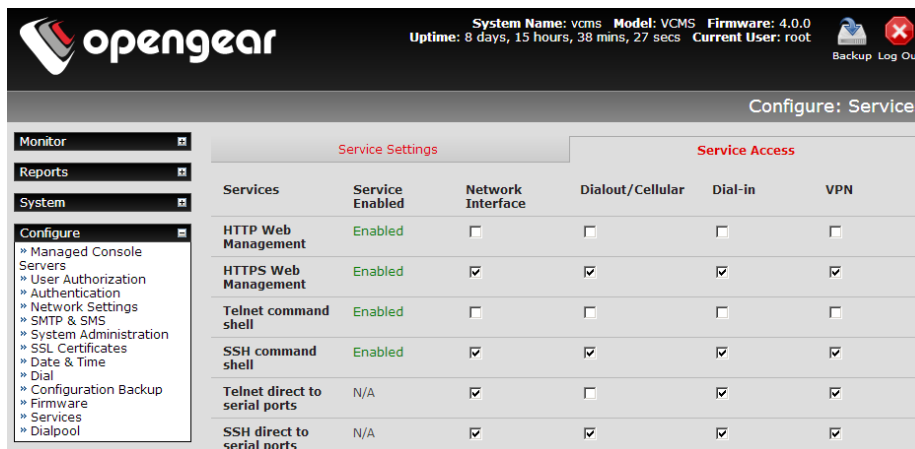 opengear
System Name: vcms Model: VCMS Firmware: 4.0.0
Uptime: 8 days, 15 hours, 38 mins, 27 secs Current User: root
Backup Log Ou
Configure: Service
Monitor
Reports
System
Configure
» Managed Console
Servers
» User Authorization
» Authentication
» Network Settings
» SMTP & SMS
» System Administration
» SSL Certificates
» Date & Time
» Dial
» Configuration Backup
» Firmware
» Services
» Dialpool
Service Settings Service Access
Services Service Enabled Network Interface Dialout/Cellular Dial-in VPN
HTTP Web Management Enabled
HTTPS Web Management Enabled
Telnet command shell Enabled
SSH command shell Enabled
Telnet direct to serial ports N/A
SSH direct to serial ports N/A